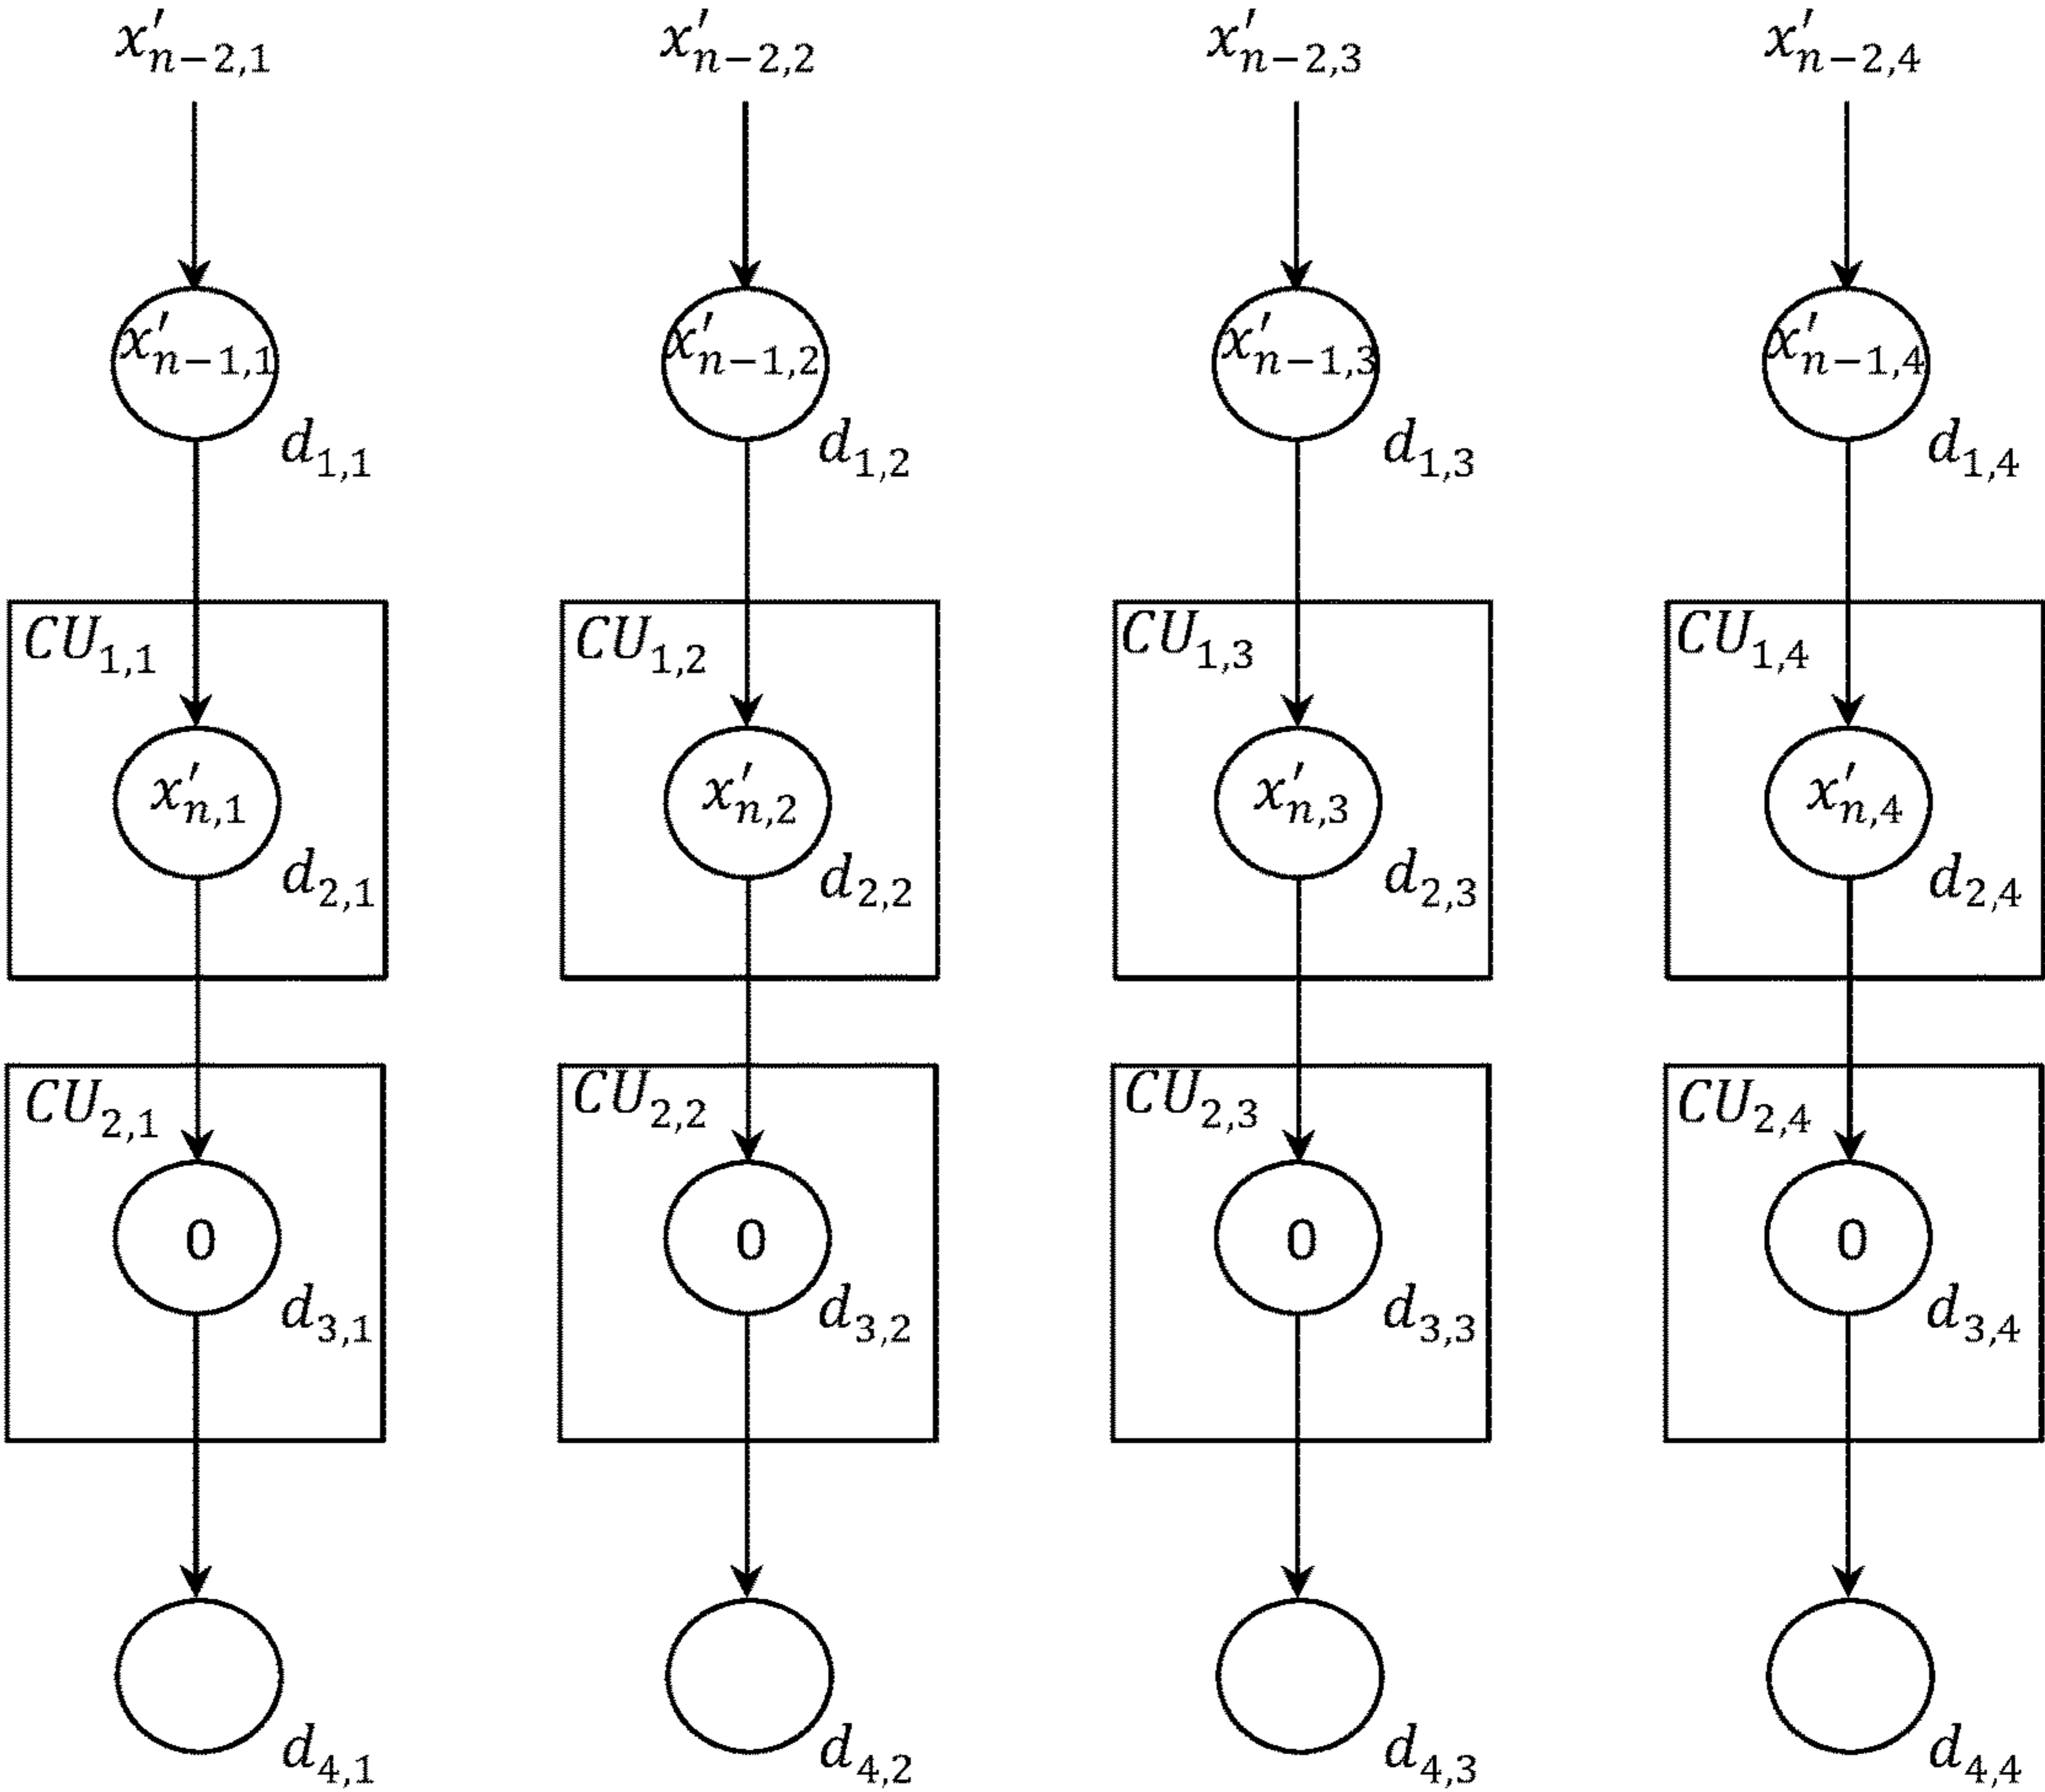 x′n−2,1 x′n−2,2 x′n−2,3 x′n−2,4
x′n−1,1 x′n−1,2 x′n−1,3 x′n−1,4
d1,1 d1,2 d1,3 d1,4
CU1,1 CU1,2 CU1,3 CU1,4
x′n,1 x′n,2 x′n,3 x′n,4
d2,1 d2,2 d2,3 d2,4
CU2,1 CU2,2 CU2,3 CU2,4
0 0 0 0
d3,1 d3,2 d3,3 d3,4
d4,1 d4,2 d4,3 d4,4